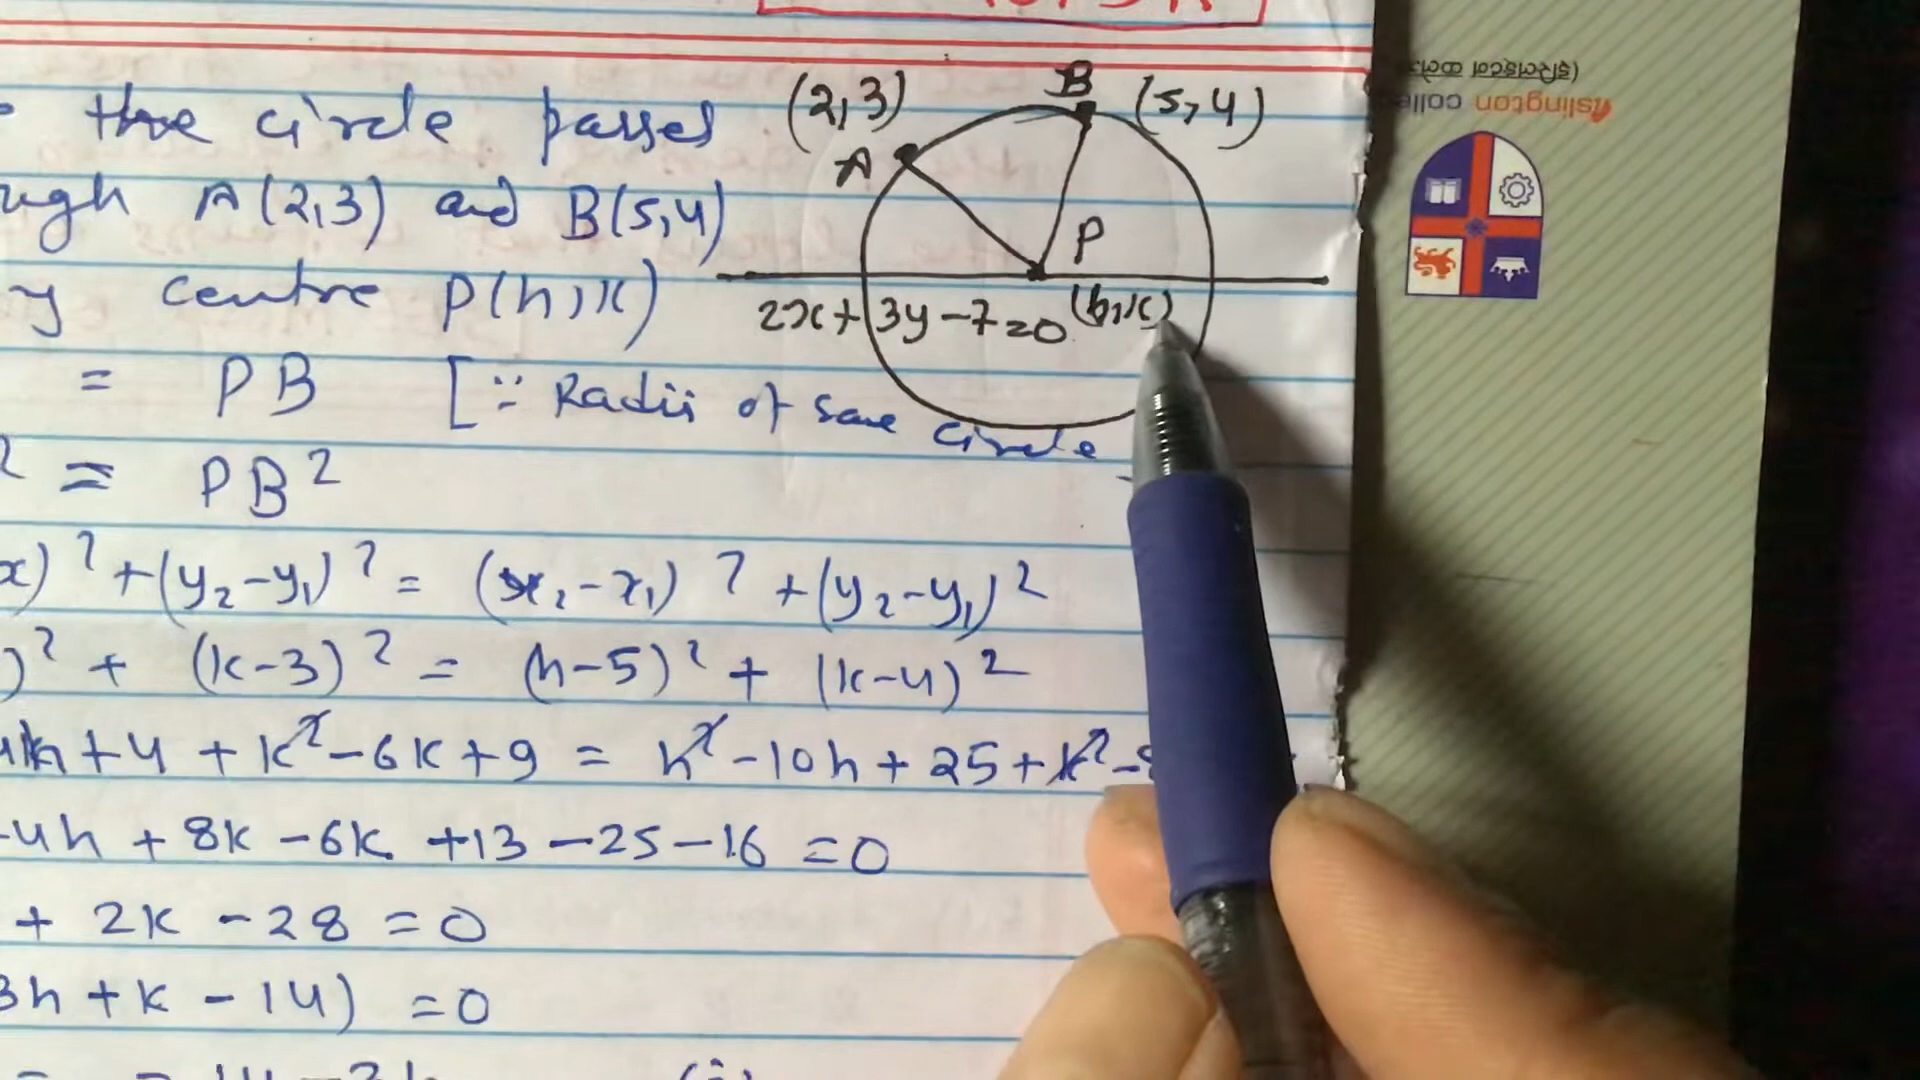 the circle passes
ugh A(2,3) and B(5,4)
centre P(h,k)
= PB [∵ Radii of same circle
² = PB²
x)² + (y₂-y₁)² = (x₂-x₁)² + (y₂-y₁)²
)² + (k-3)² = (h-5)² + (k-4)²
4h + 4 + k² - 6k + 9 = h² - 10h + 25 + k² -
-4h + 8k - 6k + 13 - 25 - 16 = 0
+ 2k - 28 = 0
3h + k - 14) = 0
(2,3)
B
(5,4)
A
P
2x + 3y - 7 = 0
(h,k)
islington colle